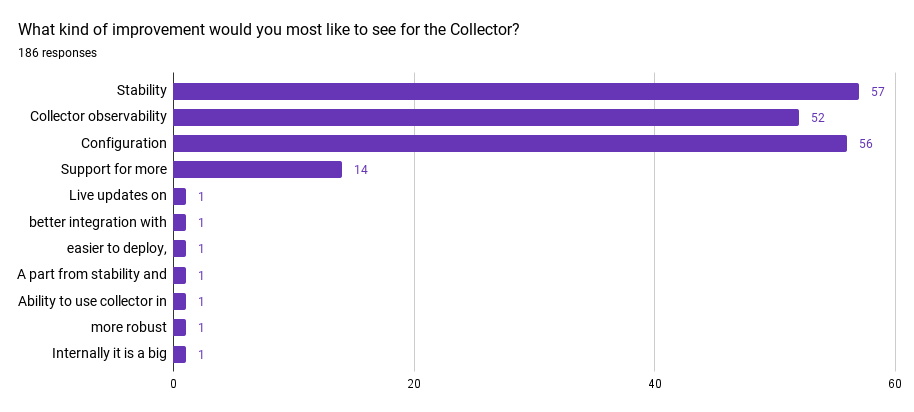 What kind of improvement would you most like to see for the Collector?
186 responses
Stability 57
Collector observability 52
Configuration 56
Support for more 14
Live updates on 1
better integration with 1
easier to deploy, 1
A part from stability and 1
Ability to use collector in 1
more robust 1
Internally it is a big 1
0 20 40 60